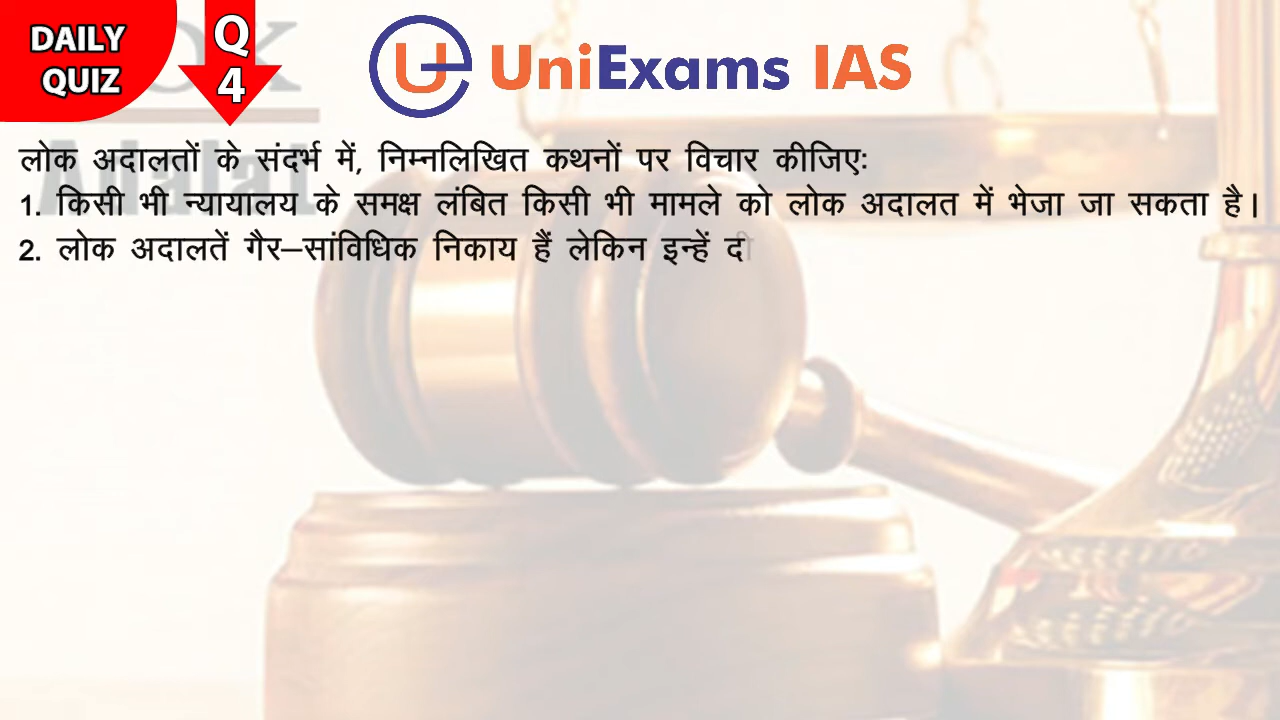 DAILY
QUIZ
Q
4
UniExams IAS
लोक अदालतों के संदर्भ में, निम्नलिखित कथनों पर विचार कीजिए:
1. किसी भी न्यायालय के समक्ष लंबित किसी भी मामले को लोक अदालत में भेजा जा सकता है।
2. लोक अदालतें गैर–सांविधिक निकाय हैं लेकिन इन्हें